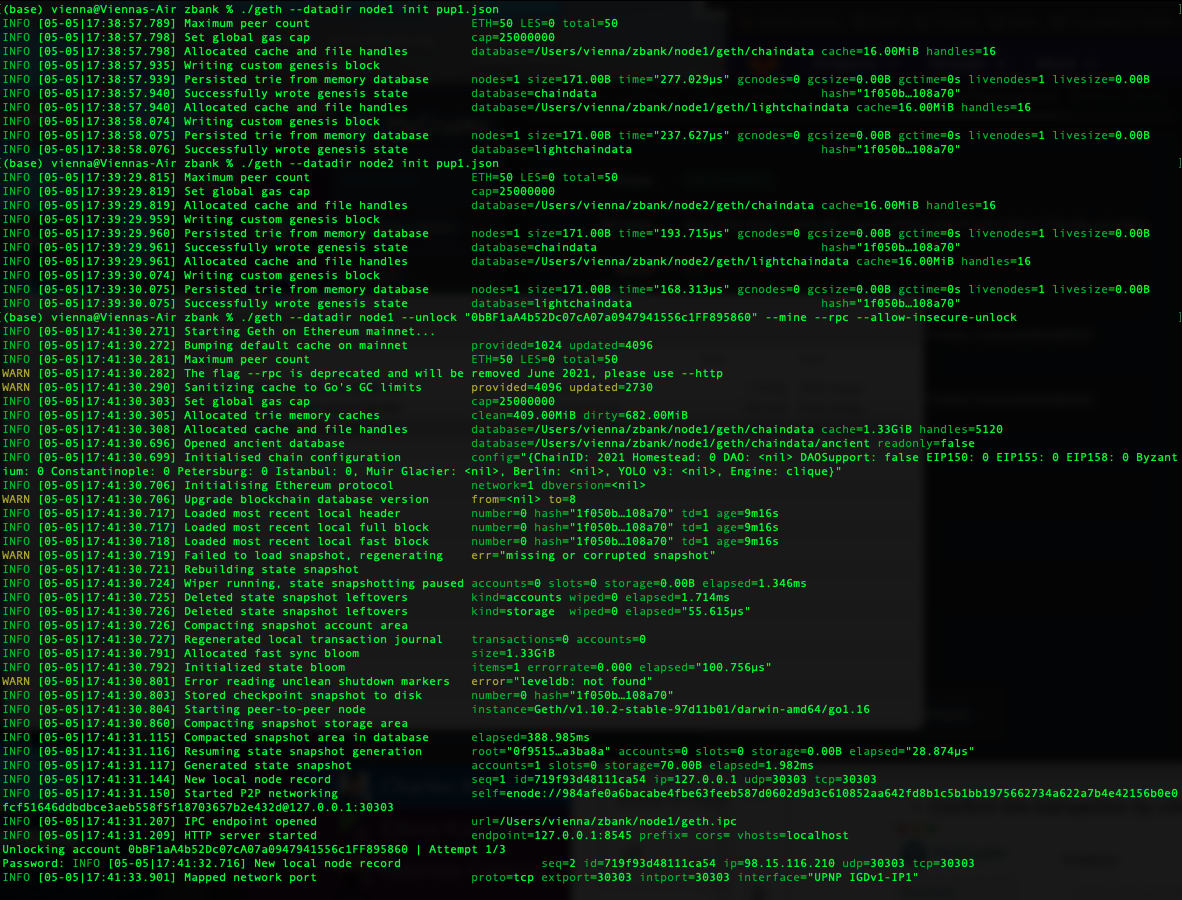 (base) vienna@Viennas-Air zbank % ./geth --datadir node1 init pup1.json
INFO [05-05|17:38:57.789] Maximum peer count                       ETH=50 LES=0 total=50
INFO [05-05|17:38:57.798] Set global gas cap                       cap=25000000
INFO [05-05|17:38:57.798] Allocated cache and file handles         database=/Users/vienna/zbank/node1/geth/chaindata cache=16.00MiB handles=16
INFO [05-05|17:38:57.935] Writing custom genesis block
INFO [05-05|17:38:57.939] Persisted trie from memory database      nodes=1 size=171.00B time="277.029µs" gcnodes=0 gcsize=0.00B gctime=0s livenodes=1 livesize=0.00B
INFO [05-05|17:38:57.940] Successfully wrote genesis state         database=chaindata                                hash="1f050b…108a70"
INFO [05-05|17:38:57.940] Allocated cache and file handles         database=/Users/vienna/zbank/node1/geth/lightchaindata cache=16.00MiB handles=16
INFO [05-05|17:38:58.074] Writing custom genesis block
INFO [05-05|17:38:58.075] Persisted trie from memory database      nodes=1 size=171.00B time="237.627µs" gcnodes=0 gcsize=0.00B gctime=0s livenodes=1 livesize=0.00B
INFO [05-05|17:38:58.076] Successfully wrote genesis state         database=lightchaindata                           hash="1f050b…108a70"
(base) vienna@Viennas-Air zbank % ./geth --datadir node2 init pup1.json
INFO [05-05|17:39:29.815] Maximum peer count                       ETH=50 LES=0 total=50
INFO [05-05|17:39:29.819] Set global gas cap                       cap=25000000
INFO [05-05|17:39:29.819] Allocated cache and file handles         database=/Users/vienna/zbank/node2/geth/chaindata cache=16.00MiB handles=16
INFO [05-05|17:39:29.959] Writing custom genesis block
INFO [05-05|17:39:29.960] Persisted trie from memory database      nodes=1 size=171.00B time="193.715µs" gcnodes=0 gcsize=0.00B gctime=0s livenodes=1 livesize=0.00B
INFO [05-05|17:39:29.961] Successfully wrote genesis state         database=chaindata                                hash="1f050b…108a70"
INFO [05-05|17:39:29.961] Allocated cache and file handles         database=/Users/vienna/zbank/node2/geth/lightchaindata cache=16.00MiB handles=16
INFO [05-05|17:39:30.074] Writing custom genesis block
INFO [05-05|17:39:30.075] Persisted trie from memory database      nodes=1 size=171.00B time="168.313µs" gcnodes=0 gcsize=0.00B gctime=0s livenodes=1 livesize=0.00B
INFO [05-05|17:39:30.075] Successfully wrote genesis state         database=lightchaindata                           hash="1f050b…108a70"
(base) vienna@Viennas-Air zbank % ./geth --datadir node1 --unlock "0bBF1aA4b52Dc07cA07a0947941556c1FF895860" --mine --rpc --allow-insecure-unlock
INFO [05-05|17:41:30.271] Starting Geth on Ethereum mainnet...
INFO [05-05|17:41:30.272] Bumping default cache on mainnet         provided=1024 updated=4096
INFO [05-05|17:41:30.281] Maximum peer count                       ETH=50 LES=0 total=50
WARN [05-05|17:41:30.282] The flag --rpc is deprecated and will be removed June 2021, please use --http
WARN [05-05|17:41:30.290] Sanitizing cache to Go's GC limits       provided=4096 updated=2730
INFO [05-05|17:41:30.303] Set global gas cap                       cap=25000000
INFO [05-05|17:41:30.305] Allocated trie memory caches             clean=409.00MiB dirty=682.00MiB
INFO [05-05|17:41:30.308] Allocated cache and file handles         database=/Users/vienna/zbank/node1/geth/chaindata cache=1.33GiB handles=5120
INFO [05-05|17:41:30.696] Opened ancient database                  database=/Users/vienna/zbank/node1/geth/chaindata/ancient readonly=false
INFO [05-05|17:41:30.699] Initialised chain configuration          config="{ChainID: 2021 Homestead: 0 DAO: <nil> DAOSupport: false EIP150: 0 EIP155: 0 EIP158: 0 Byzant
ium: 0 Constantinople: 0 Petersburg: 0 Istanbul: 0, Muir Glacier: <nil>, Berlin: <nil>, YOLO v3: <nil>, Engine: clique}"
INFO [05-05|17:41:30.706] Initialising Ethereum protocol           network=1 dbversion=<nil>
WARN [05-05|17:41:30.706] Upgrade blockchain database version      from=<nil> to=8
INFO [05-05|17:41:30.717] Loaded most recent local header          number=0 hash="1f050b…108a70" td=1 age=9m16s
INFO [05-05|17:41:30.717] Loaded most recent local full block      number=0 hash="1f050b…108a70" td=1 age=9m16s
INFO [05-05|17:41:30.718] Loaded most recent local fast block      number=0 hash="1f050b…108a70" td=1 age=9m16s
WARN [05-05|17:41:30.719] Failed to load snapshot, regenerating    err="missing or corrupted snapshot"
INFO [05-05|17:41:30.721] Rebuilding state snapshot
INFO [05-05|17:41:30.724] Wiper running, state snapshotting paused accounts=0 slots=0 storage=0.00B elapsed=1.346ms
INFO [05-05|17:41:30.725] Deleted state snapshot leftovers         kind=accounts wiped=0 elapsed=1.714ms
INFO [05-05|17:41:30.726] Deleted state snapshot leftovers         kind=storage  wiped=0 elapsed="55.615µs"
INFO [05-05|17:41:30.726] Compacting snapshot account area
INFO [05-05|17:41:30.727] Regenerated local transaction journal    transactions=0 accounts=0
INFO [05-05|17:41:30.791] Allocated fast sync bloom                size=1.33GiB
INFO [05-05|17:41:30.792] Initialized state bloom                  items=1 errorrate=0.000 elapsed="100.756µs"
WARN [05-05|17:41:30.801] Error reading unclean shutdown markers   error="leveldb: not found"
INFO [05-05|17:41:30.803] Stored checkpoint snapshot to disk       number=0 hash="1f050b…108a70"
INFO [05-05|17:41:30.804] Starting peer-to-peer node               instance=Geth/v1.10.2-stable-97d11b01/darwin-amd64/go1.16
INFO [05-05|17:41:30.860] Compacting snapshot storage area
INFO [05-05|17:41:31.115] Compacted snapshot area in database      elapsed=388.985ms
INFO [05-05|17:41:31.116] Resuming state snapshot generation       root="0f9515…a3ba8a" accounts=0 slots=0 storage=0.00B elapsed="28.874µs"
INFO [05-05|17:41:31.117] Generated state snapshot                 accounts=1 slots=0 storage=70.00B elapsed=1.982ms
INFO [05-05|17:41:31.144] New local node record                    seq=1 id=719f93d48111ca54 ip=127.0.0.1 udp=30303 tcp=30303
INFO [05-05|17:41:31.150] Started P2P networking                   self=enode://984afe0a6bacabe4fbe63feeb587d0602d9d3c610852aa642fd8b1c5b1bb1975662734a622a7b4e42156b0e0
fcf51646ddbdbce3aeb558f5f18703657b2e432d@127.0.0.1:30303
INFO [05-05|17:41:31.207] IPC endpoint opened                      url=/Users/vienna/zbank/node1/geth.ipc
INFO [05-05|17:41:31.209] HTTP server started                      endpoint=127.0.0.1:8545 prefix= cors= vhosts=localhost
Unlocking account 0bBF1aA4b52Dc07cA07a0947941556c1FF895860 | Attempt 1/3
Password: INFO [05-05|17:41:32.716] New local node record                    seq=2 id=719f93d48111ca54 ip=98.15.116.210 udp=30303 tcp=30303
INFO [05-05|17:41:33.901] Mapped network port                      proto=tcp extport=30303 intport=30303 interface="UPNP IGDv1-IP1"